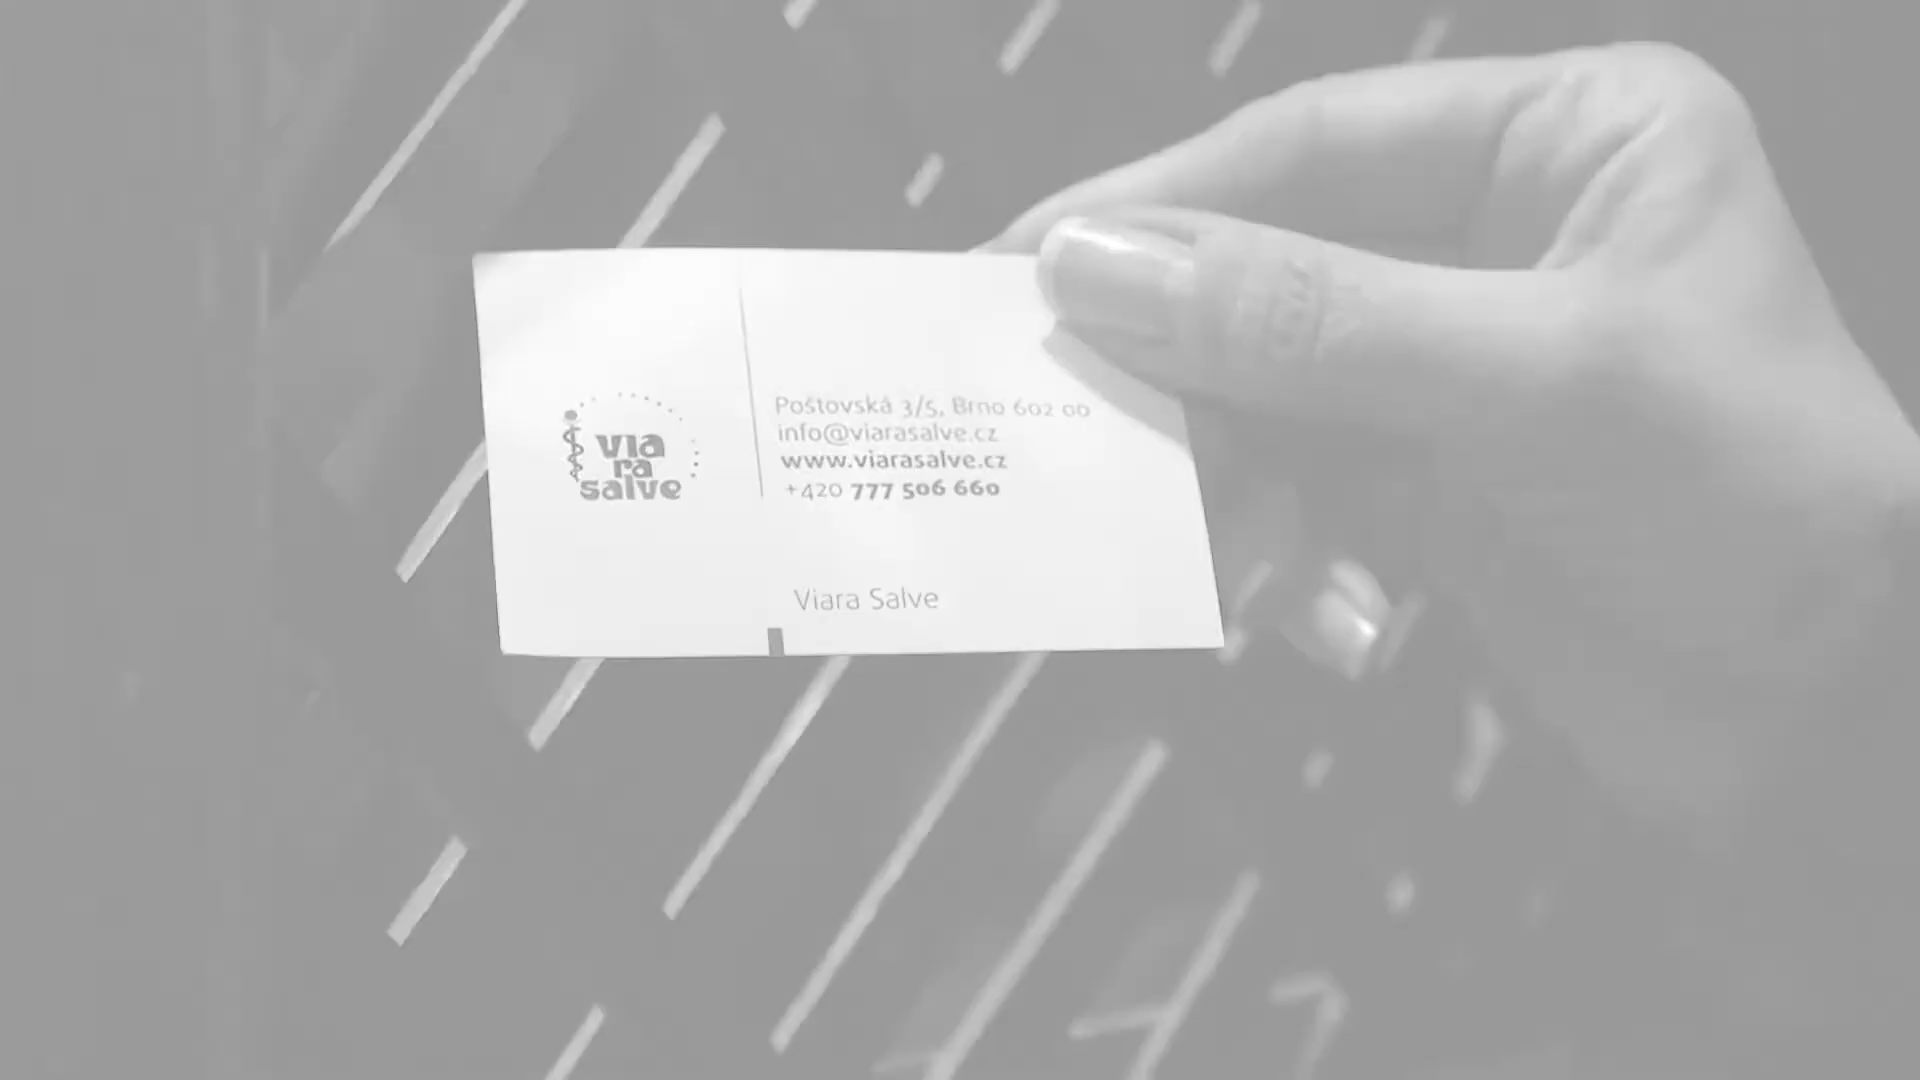 via
ra
salve
Poštovská 3/5, Brno 602 00
info@viarasalve.cz
www.viarasalve.cz
+420 777 506 660
Viara Salve